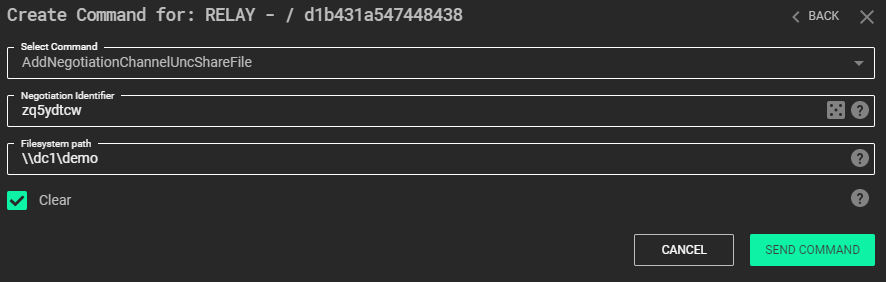 Create Command for: RELAY - / d1b431a547448438
BACK
Select Command
AddNegotiationChannelUncShareFile
Negotiation Identifier
zq5ydtcw
?
Filesystem path
\\dc1\demo
?
Clear
?
CANCEL
SEND COMMAND